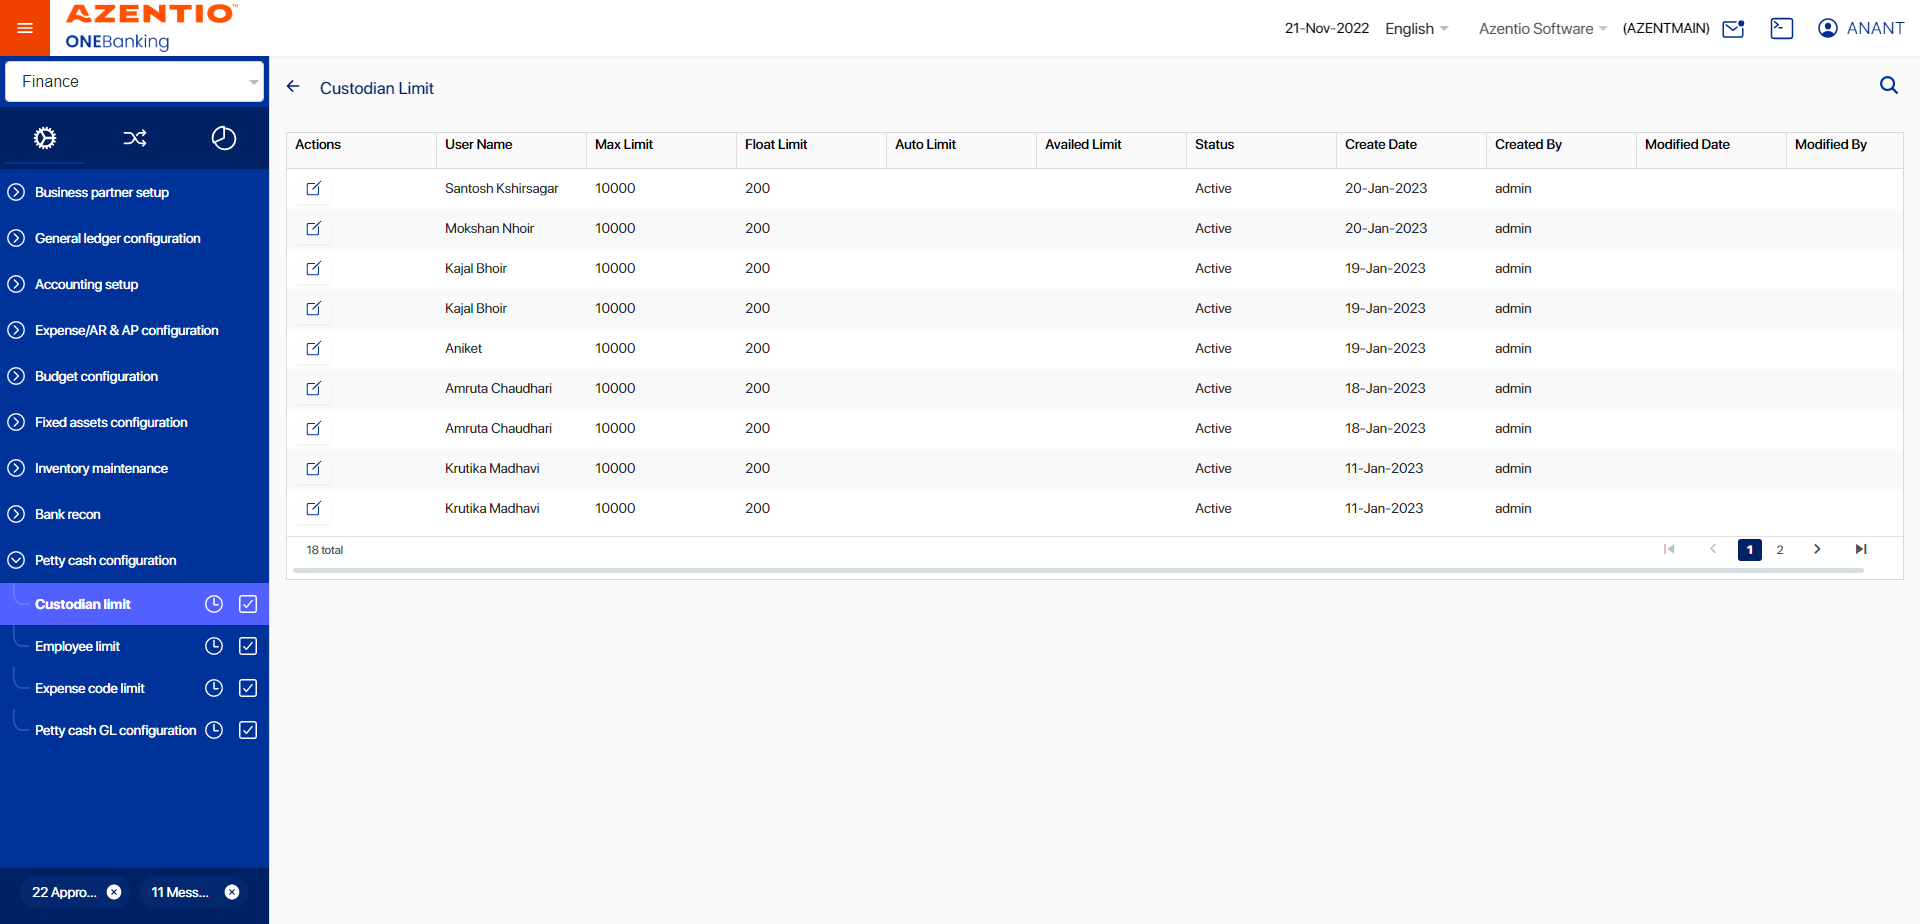 AZENTIO™
ONEBanking
21-Nov-2022 English Azentio Software (AZENTMAIN) ANANT
Finance
Business partner setup
General ledger configuration
Accounting setup
Expense/AR & AP configuration
Budget configuration
Fixed assets configuration
Inventory maintenance
Bank recon
Petty cash configuration
Custodian limit
Employee limit
Expense code limit
Petty cash GL configuration
22 Appro... 11 Mess...
Custodian Limit
Actions User Name Max Limit Float Limit Auto Limit Availed Limit Status Create Date Created By Modified Date Modified By
Santosh Kshirsagar 10000 200 Active 20-Jan-2023 admin
Mokshan Nhoir 10000 200 Active 20-Jan-2023 admin
Kajal Bhoir 10000 200 Active 19-Jan-2023 admin
Kajal Bhoir 10000 200 Active 19-Jan-2023 admin
Aniket 10000 200 Active 19-Jan-2023 admin
Amruta Chaudhari 10000 200 Active 18-Jan-2023 admin
Amruta Chaudhari 10000 200 Active 18-Jan-2023 admin
Krutika Madhavi 10000 200 Active 11-Jan-2023 admin
Krutika Madhavi 10000 200 Active 11-Jan-2023 admin
18 total 1 2